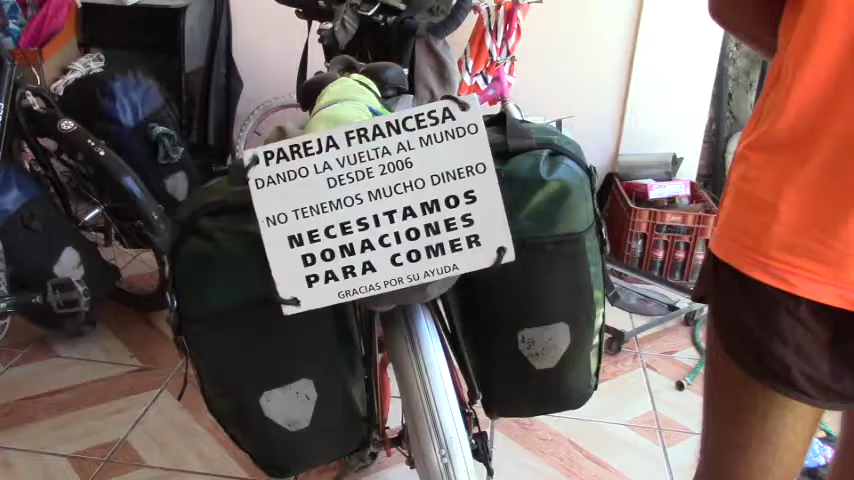 PAREJA FRANCESA
DANDO LA VUELTA AL MUNDO
DESDE 2006
NO TENEMOS MUCHO DINERO
NECESITAMOS
DONACIONES
PARA COMER
GRACIAS POR SU AYUDA